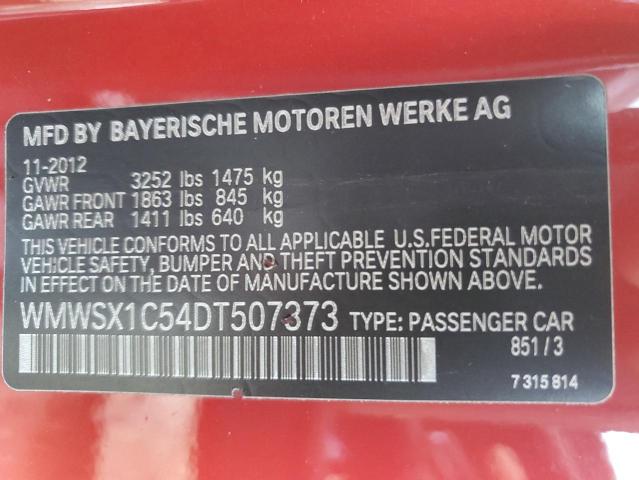 MFD BY BAYERISCHE MOTOREN WERKE AG
11-2012
GVWR 3252 lbs 1475 kg
GAWR FRONT 1863 lbs 845 kg
GAWR REAR 1411 lbs 640 kg
THIS VEHICLE CONFORMS TO ALL APPLICABLE U.S.FEDERAL MOTOR
VEHICLE SAFETY, BUMPER AND THEFT PREVENTION STANDARDS
IN EFFECT ON THE DATE OF MANUFACTURE SHOWN ABOVE.
WMWSX1C54DT507373 TYPE: PASSENGER CAR
851/3
7 315 814